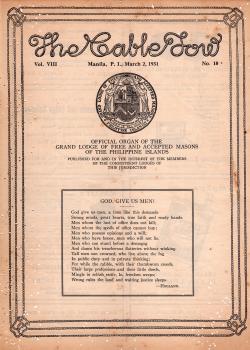 The Cable Tow
Vol. VIII Manila, P. I., March 2, 1931 No. 10
OFFICIAL ORGAN OF THE
GRAND LODGE OF FREE AND ACCEPTED MASONS
OF THE PHILIPPINE ISLANDS
PUBLISHED FOR AND IN THE INTEREST OF THE MEMBERS
OF THE CONSTITUENT LODGES OF
THIS JURISDICTION
GOD, GIVE US MEN!
God give us men, a time like this demands
Strong minds, great hearts, true faith and ready hands.
Men whom the lust of office does not kill;
Men whom the spoils of office cannot buy;
Men who possess opinions and a will;
Men who have honor, men who will not lie.
Men who can stand before a demagog
And damn his treacherous flatteries without winking.
Tall men sun crowned, who live above the fog
In public duty and in private thinking;
For while the rabble, with their thumbworn creeds,
Their large professions and their little deeds,
Mingle in selfish strife, lo, freedom weeps;
Wrong rules the land and waiting justice sleeps
—HOLLAND.